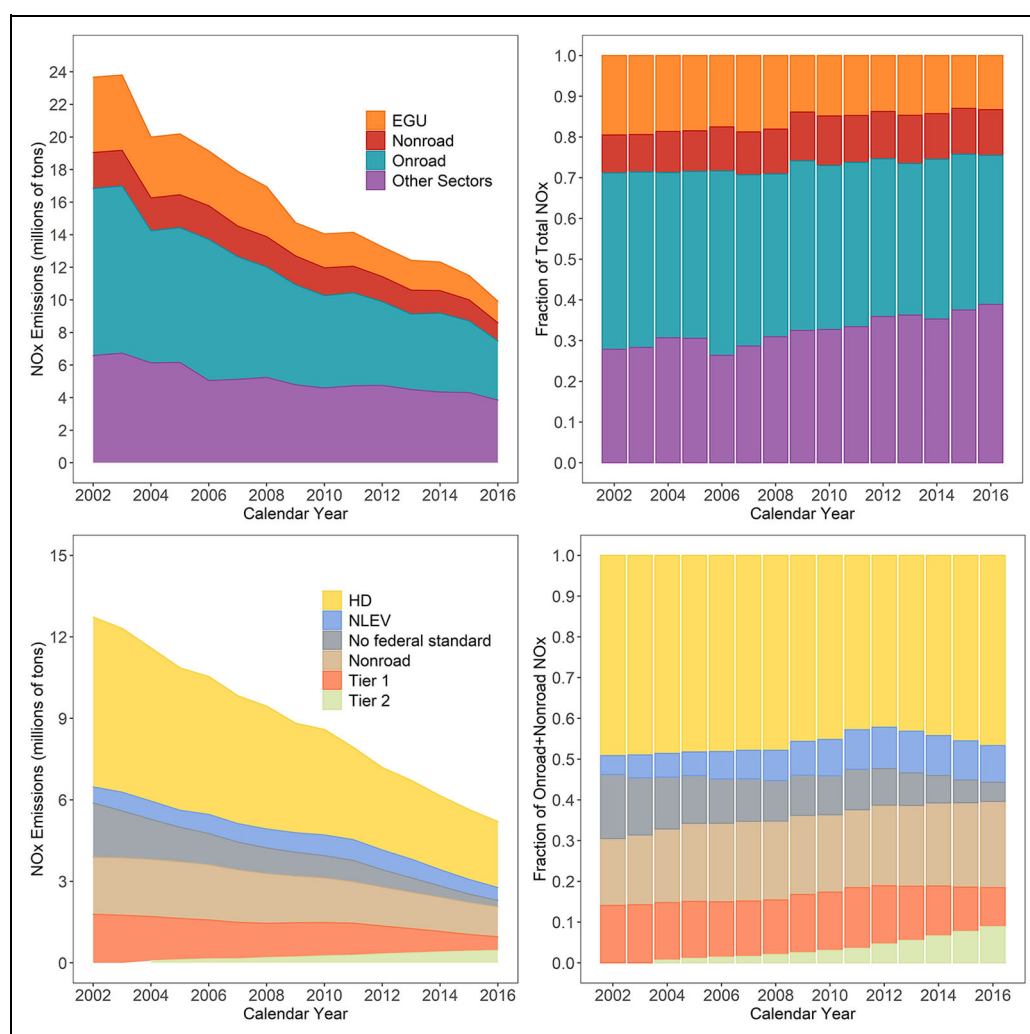 24
22
20
18
16
14
12
10
8
6
4
2
0
NOx Emissions (millions of tons)
EGU
Nonroad
Onroad
Other Sectors
2002 2004 2006 2008 2010 2012 2014 2016
Calendar Year
1.0
0.9
0.8
0.7
0.6
0.5
0.4
0.3
0.2
0.1
0.0
Fraction of Total NOx
2002 2004 2006 2008 2010 2012 2014 2016
Calendar Year
15
12
9
6
3
0
NOx Emissions (millions of tons)
HD
NLEV
No federal standard
Nonroad
Tier 1
Tier 2
2002 2004 2006 2008 2010 2012 2014 2016
Calendar Year
1.0
0.9
0.8
0.7
0.6
0.5
0.4
0.3
0.2
0.1
0.0
Fraction of Onroad+Nonroad NOx
2002 2004 2006 2008 2010 2012 2014 2016
Calendar Year